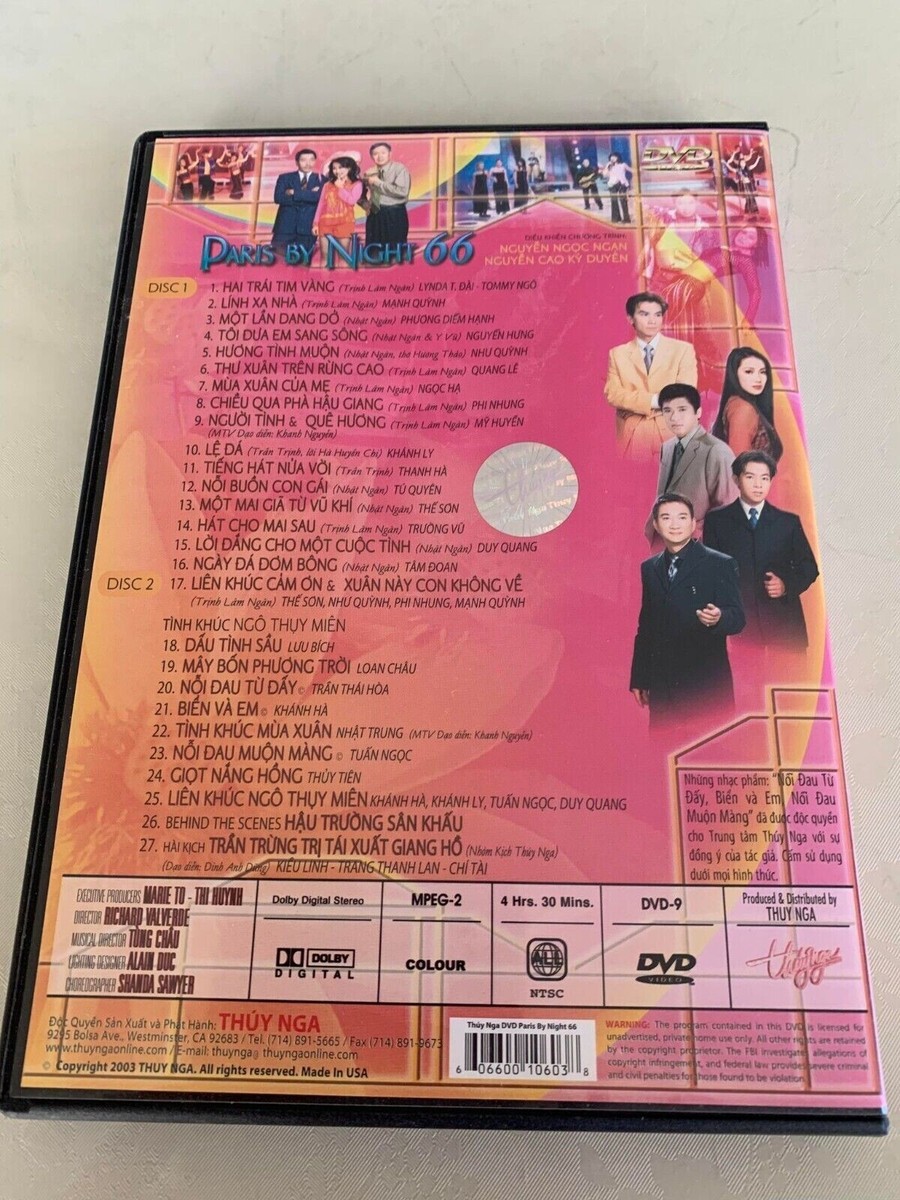 DVD
PARIS BY NIGHT 66
ĐIỀU KHIỂN CHƯƠNG TRÌNH:
NGUYỄN NGỌC NGẠN
NGUYỄN CAO KỲ DUYÊN
DISC 1
1. HAI TRÁI TIM VÀNG (Trịnh Lâm Ngân) LYNDA T. ĐÀI - TOMMY NGÔ
2. LÍNH XA NHÀ (Trịnh Lâm Ngân) MẠNH QUỲNH
3. MỘT LẦN DANG DỞ (Nhật Ngân) PHƯƠNG DIỄM HẠNH
4. TÔI ĐƯA EM SANG SÔNG (Nhật Ngân & Y Vũ) NGUYỄN HƯNG
5. HƯƠNG TÌNH MUỘN (Nhật Ngân, thơ Hương Thảo) NHƯ QUỲNH
6. THƯ XUÂN TRÊN RỪNG CAO (Trịnh Lâm Ngân) QUANG LÊ
7. MÙA XUÂN CỦA MẸ (Trịnh Lâm Ngân) NGỌC HẠ
8. CHIỀU QUA PHÀ HẬU GIANG (Trịnh Lâm Ngân) PHI NHUNG
9. NGƯỜI TÌNH & QUÊ HƯƠNG (Trịnh Lâm Ngân) MỸ HUYỀN
(MTV Đạo diễn: Khanh Nguyễn)
10. LỆ ĐÁ (Trần Trịnh, lời Hà Huyền Chi) KHÁNH LY
11. TIẾNG HÁT NỬA VỜI (Trần Trịnh) THANH HÀ
12. NỖI BUỒN CON GÁI (Nhật Ngân) TÚ QUYÊN
13. MỘT MAI GIÃ TỪ VŨ KHÍ (Nhật Ngân) THẾ SƠN
14. HÁT CHO MAI SAU (Trịnh Lâm Ngân) TRƯỜNG VŨ
15. LỜI ĐẮNG CHO MỘT CUỘC TÌNH (Nhật Ngân) DUY QUANG
16. NGÀY ĐÁ ĐƠM BÔNG (Nhật Ngân) TÂM ĐOAN
DISC 2
17. LIÊN KHÚC CẢM ƠN & XUÂN NÀY CON KHÔNG VỀ
(Trịnh Lâm Ngân) THẾ SƠN, NHƯ QUỲNH, PHI NHUNG, MẠNH QUỲNH
TÌNH KHÚC NGÔ THỤY MIÊN
18. DẤU TÌNH SẦU LƯU BÍCH
19. MÂY BỐN PHƯƠNG TRỜI LOAN CHÂU
20. NỖI ĐAU TỪ ĐẤY © TRẦN THÁI HÒA
21. BIỂN VÀ EM © KHÁNH HÀ
22. TÌNH KHÚC MÙA XUÂN NHẬT TRUNG (MTV Đạo diễn: Khanh Nguyễn)
23. NỖI ĐAU MUỘN MÀNG © TUẤN NGỌC
24. GIỌT NẮNG HỒNG THỦY TIÊN
25. LIÊN KHÚC NGÔ THỤY MIÊN KHÁNH HÀ, KHÁNH LY, TUẤN NGỌC, DUY QUANG
26. BEHIND THE SCENES HẬU TRƯỜNG SÂN KHẤU
27. HÀI KỊCH TRẦN TRỪNG TRỊ TÁI XUẤT GIANG HỒ (Nhóm Kịch Thúy Nga)
(Đạo diễn: Đinh Anh Dũng) KIỀU LINH - TRANG THANH LAN - CHÍ TÀI
Những nhạc phẩm: "Nỗi Đau Từ
Đấy, Biển và Em, Nỗi Đau
Muộn Màng" đã được độc quyền
cho Trung tâm Thúy Nga với sự
đồng ý của tác giả. Cấm sử dụng
dưới mọi hình thức.
EXECUTIVE PRODUCERS MARIE TO - THI HUYNH
DIRECTOR RICHARD VALVERDE
MUSICAL DIRECTOR TÙNG CHÂU
LIGHTING DESIGNER ALAIN DUC
CHOREOGRAPHER SHANDA SAWYER
Dolby Digital Stereo
DOLBY
DIGITAL
MPEG-2
COLOUR
4 Hrs. 30 Mins.
ALL
NTSC
DVD-9
DVD
VIDEO
Produced & Distributed by
THUY NGA
Thúy Nga
Độc Quyền Sản Xuất và Phát Hành: THÚY NGA
9295 Bolsa Ave., Westminster, CA 92683 / Tel. (714) 891-5665 / Fax (714) 891-9673
www.thuyngaonline.com / E-mail: thuynga@thuyngaonline.com
© Copyright 2003 THUY NGA. All rights reserved. Made In USA
Thúy Nga DVD Paris By Night 66
6 06600 10603 8
WARNING: The program contained in this DVD is licensed for
unadvertised, private home use only. All other rights are retained
by the copyright proprietor. The FBI investigates allegations of
copyright infringement, and federal law provides severe criminal
and civil penalties for those found to be violation